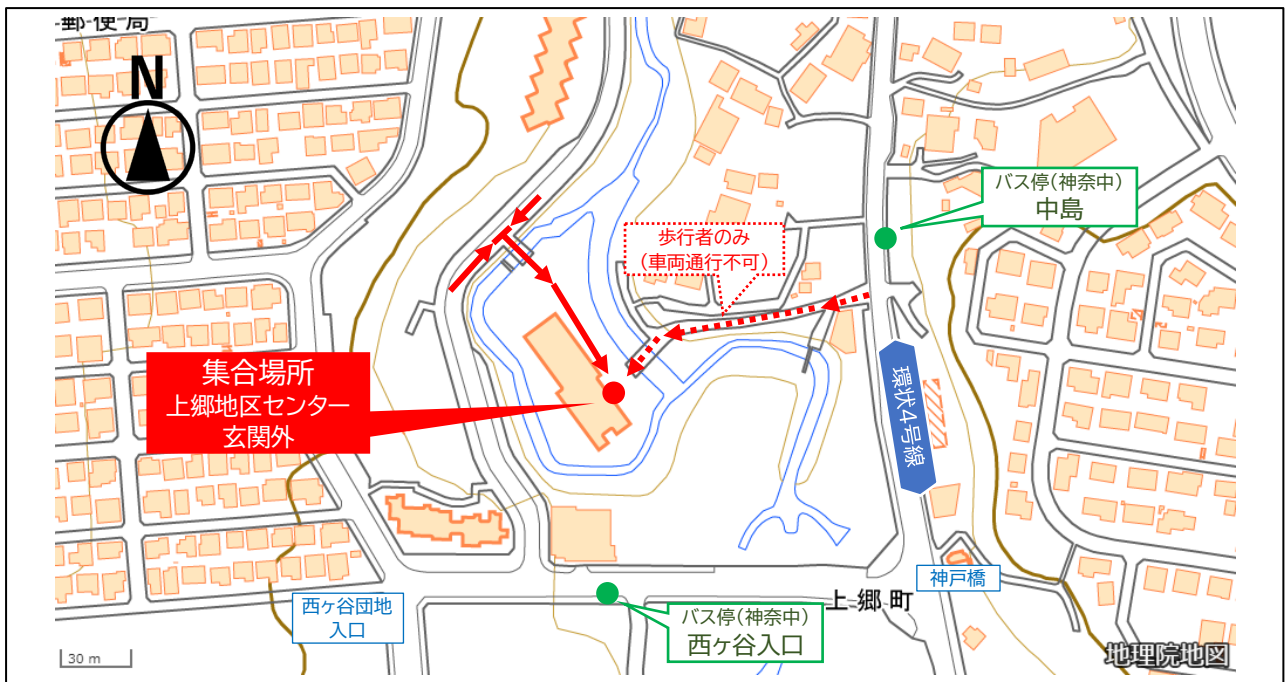 郵便局
N
バス停(神奈中)
中島
歩行者のみ
(車両通行不可)
集合場所
上郷地区センター
玄関外
環状4号線
神戸橋
西ヶ谷団地
入口
上郷町
バス停(神奈中)
西ヶ谷入口
30 m
地理院地図